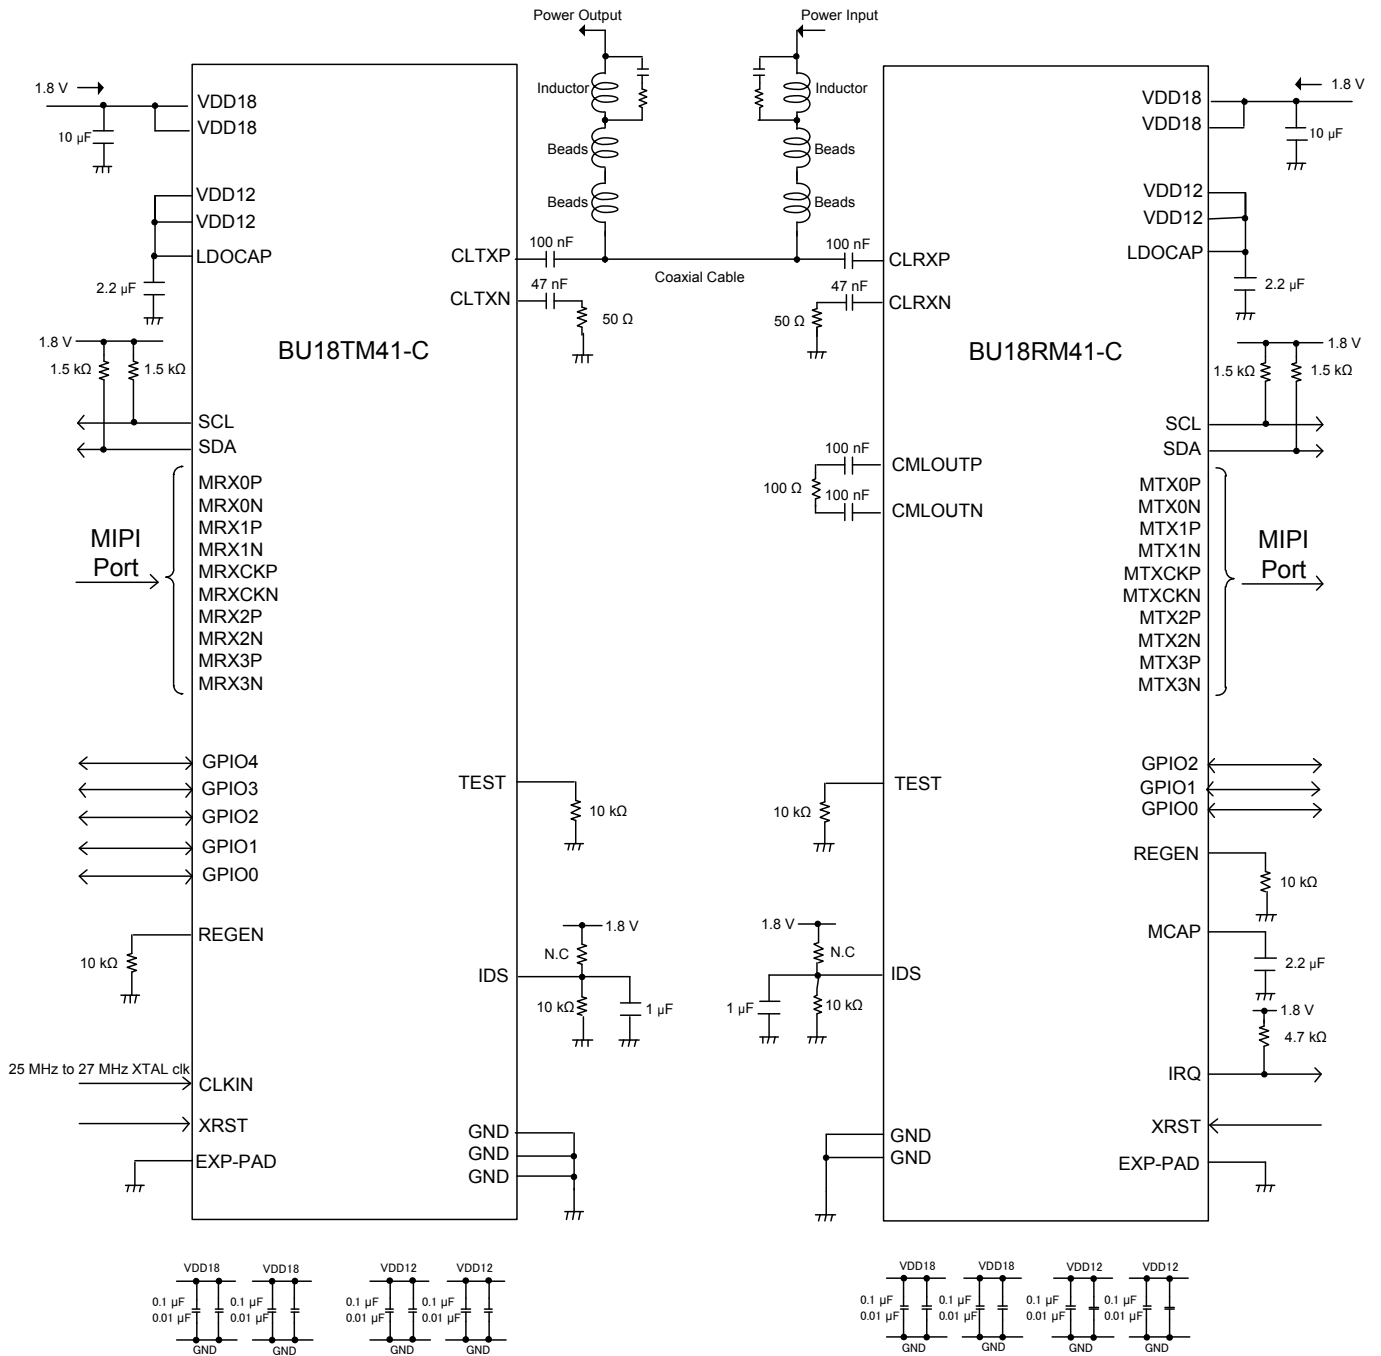 Power Output
Power Input
1.8 V
VDD18
VDD18
10 µF
VDD12
VDD12
LDOCAP
2.2 µF
1.8 V
1.5 kΩ
1.5 kΩ
SCL
SDA
MRX0P
MRX0N
MRX1P
MRX1N
MRXCKP
MRXCKN
MRX2P
MRX2N
MRX3P
MRX3N
MIPI
Port
GPIO4
GPIO3
GPIO2
GPIO1
GPIO0
REGEN
10 kΩ
25 MHz to 27 MHz XTAL clk
CLKIN
XRST
EXP-PAD
BU18TM41-C
CLTXP
CLTXN
100 nF
47 nF
50 Ω
TEST
10 kΩ
IDS
1.8 V
N.C
10 kΩ
1 µF
GND
GND
GND
Inductor
Beads
Beads
Inductor
Beads
Beads
Coaxial Cable
100 nF
47 nF
50 Ω
CLRXP
CLRXN
BU18RM41-C
100 nF
100 Ω
100 nF
CMLOUTP
CMLOUTN
TEST
10 kΩ
1.8 V
N.C
IDS
1 µF
10 kΩ
GND
GND
1.8 V
VDD18
VDD18
10 µF
VDD12
VDD12
LDOCAP
2.2 µF
1.8 V
1.5 kΩ
1.5 kΩ
SCL
SDA
MTX0P
MTX0N
MTX1P
MTX1N
MTXCKP
MTXCKN
MTX2P
MTX2N
MTX3P
MTX3N
MIPI
Port
GPIO2
GPIO1
GPIO0
REGEN
10 kΩ
MCAP
2.2 µF
1.8 V
4.7 kΩ
IRQ
XRST
EXP-PAD
VDD18
0.1 µF
0.01 µF
GND
VDD18
0.1 µF
0.01 µF
GND
VDD12
0.1 µF
0.01 µF
GND
VDD12
0.1 µF
0.01 µF
GND
VDD18
0.1 µF
0.01 µF
GND
VDD18
0.1 µF
0.01 µF
GND
VDD12
0.1 µF
0.01 µF
GND
VDD12
0.1 µF
0.01 µF
GND